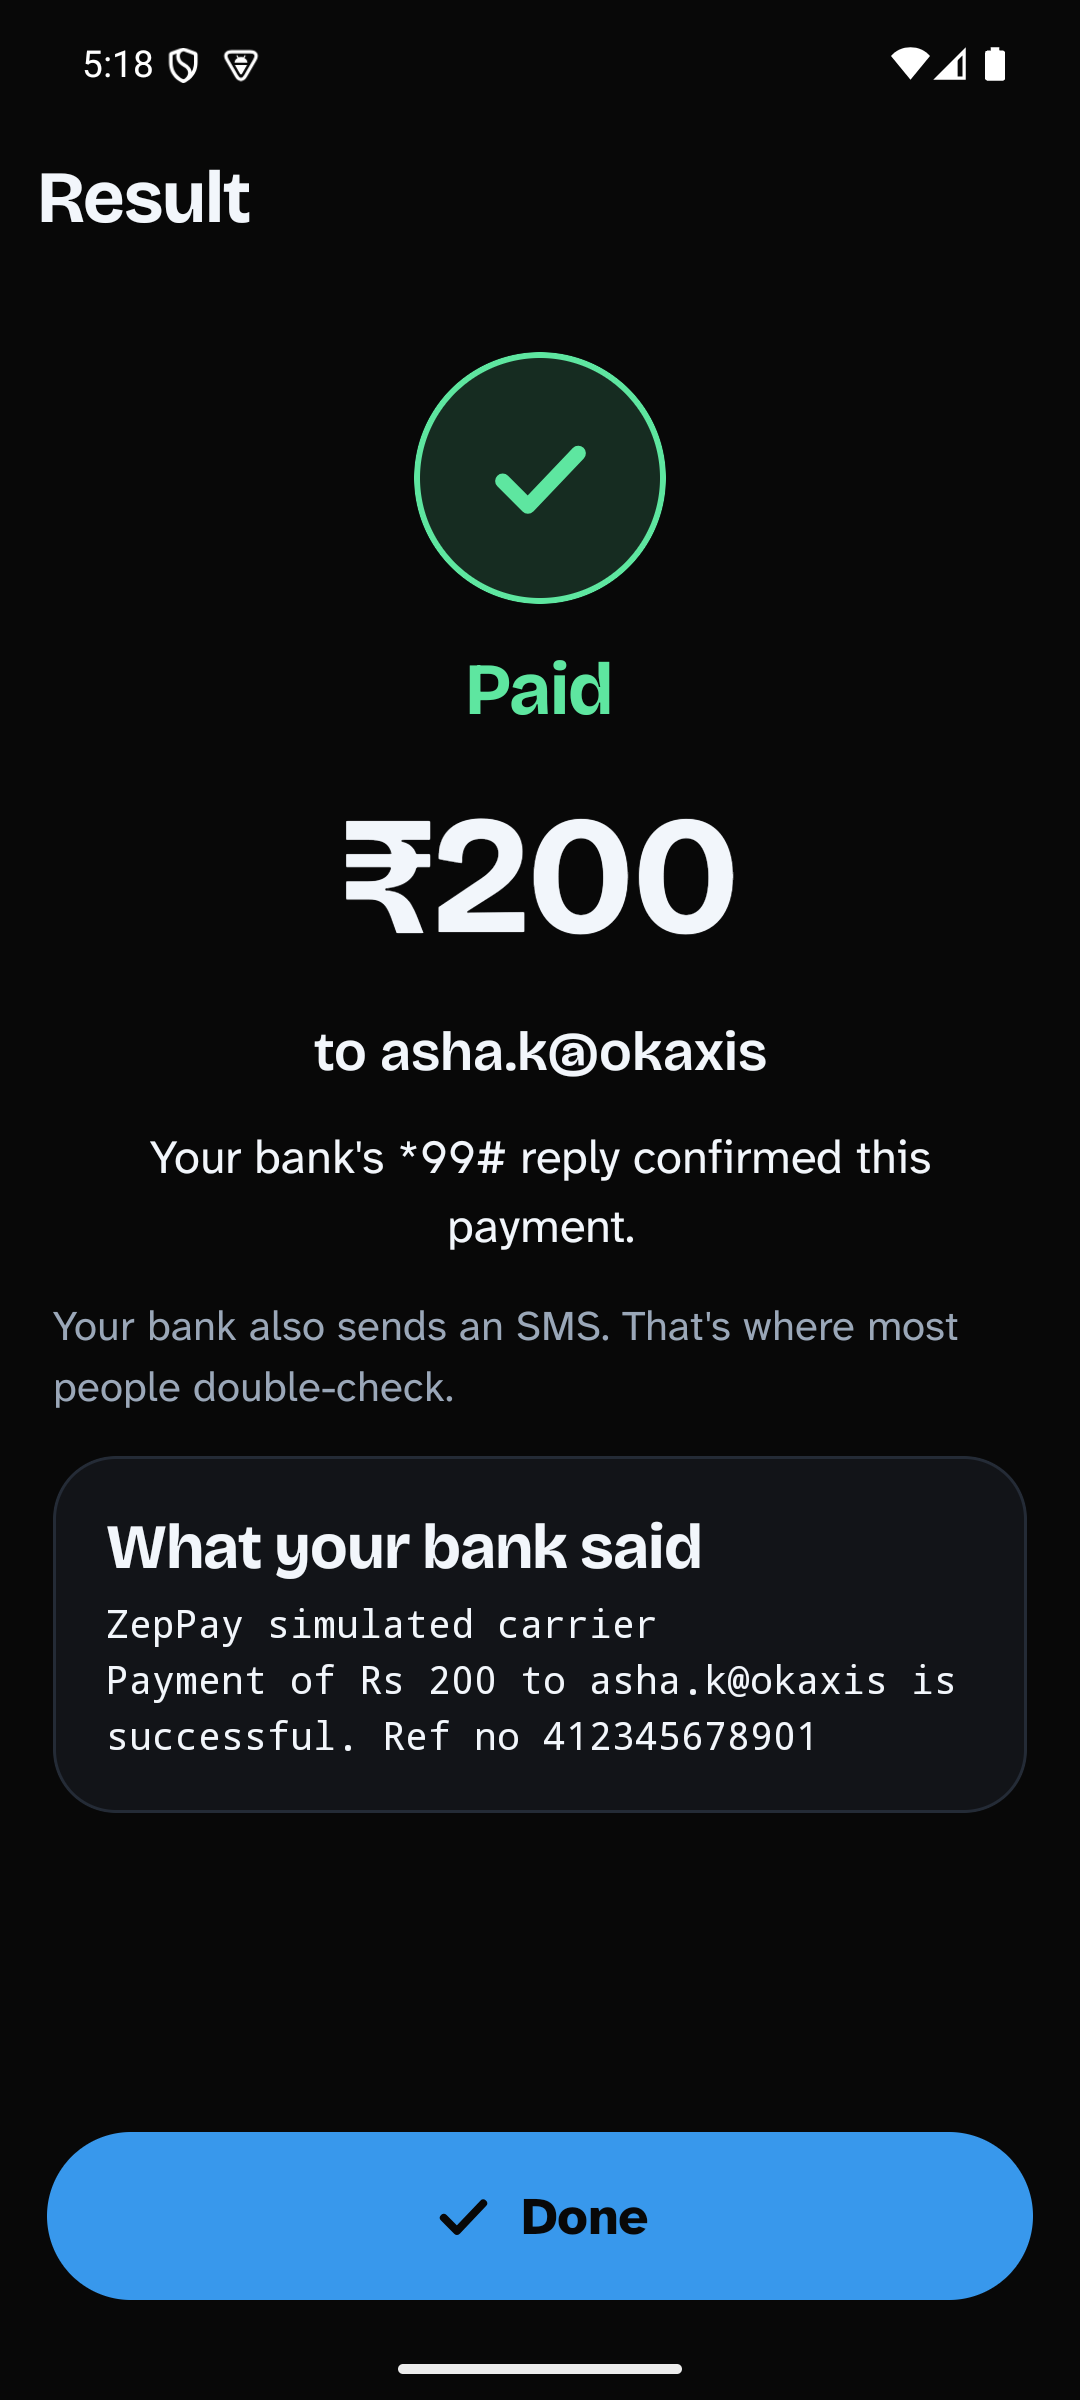 5:18
Result
Paid
₹200
to asha.k@okaxis
Your bank's *99# reply confirmed this
payment.
Your bank also sends an SMS. That's where most
people double-check.
What your bank said
ZepPay simulated carrier
Payment of Rs 200 to asha.k@okaxis is
successful. Ref no 412345678901
Done